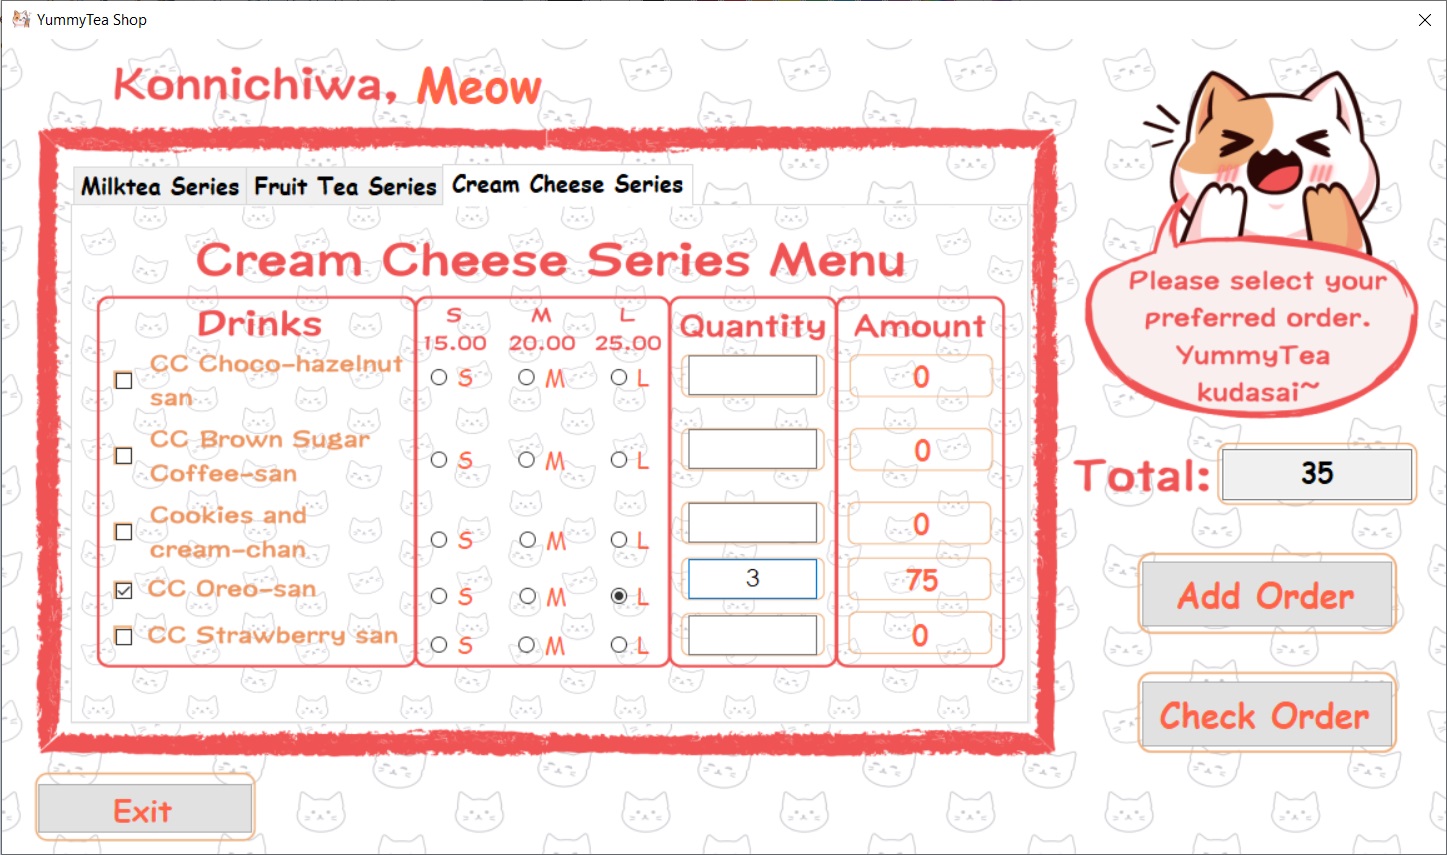 YummyTea Shop
Konnichiwa, Meow
Milktea Series Fruit Tea Series Cream Cheese Series
Cream Cheese Series Menu
Drinks
S M L
15.00 20.00 25.00
Quantity
Amount
CC Choco-hazelnut
san
S M L
0
CC Brown Sugar
Coffee-san
S M L
0
Cookies and
cream-chan
S M L
0
CC Oreo-san
S M L
3
75
CC Strawberry san
S M L
0
Please select your
preferred order.
YummyTea
kudasai~
Total: 35
Add Order
Check Order
Exit